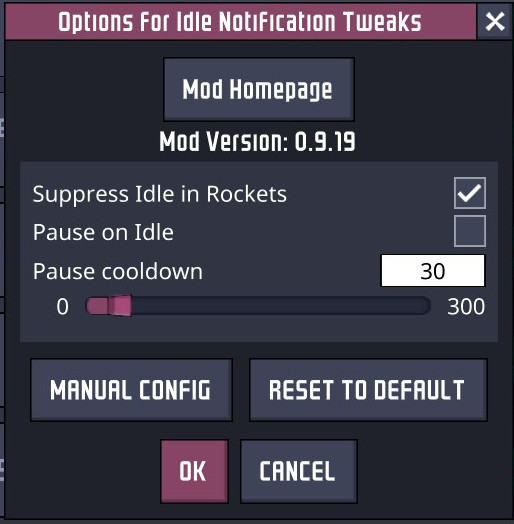 Options For Idle Notification Tweaks
Mod Homepage
Mod Version: 0.9.19
Suppress Idle in Rockets
Pause on Idle
Pause cooldown 30
0 300
MANUAL CONFIG RESET TO DEFAULT
OK CANCEL